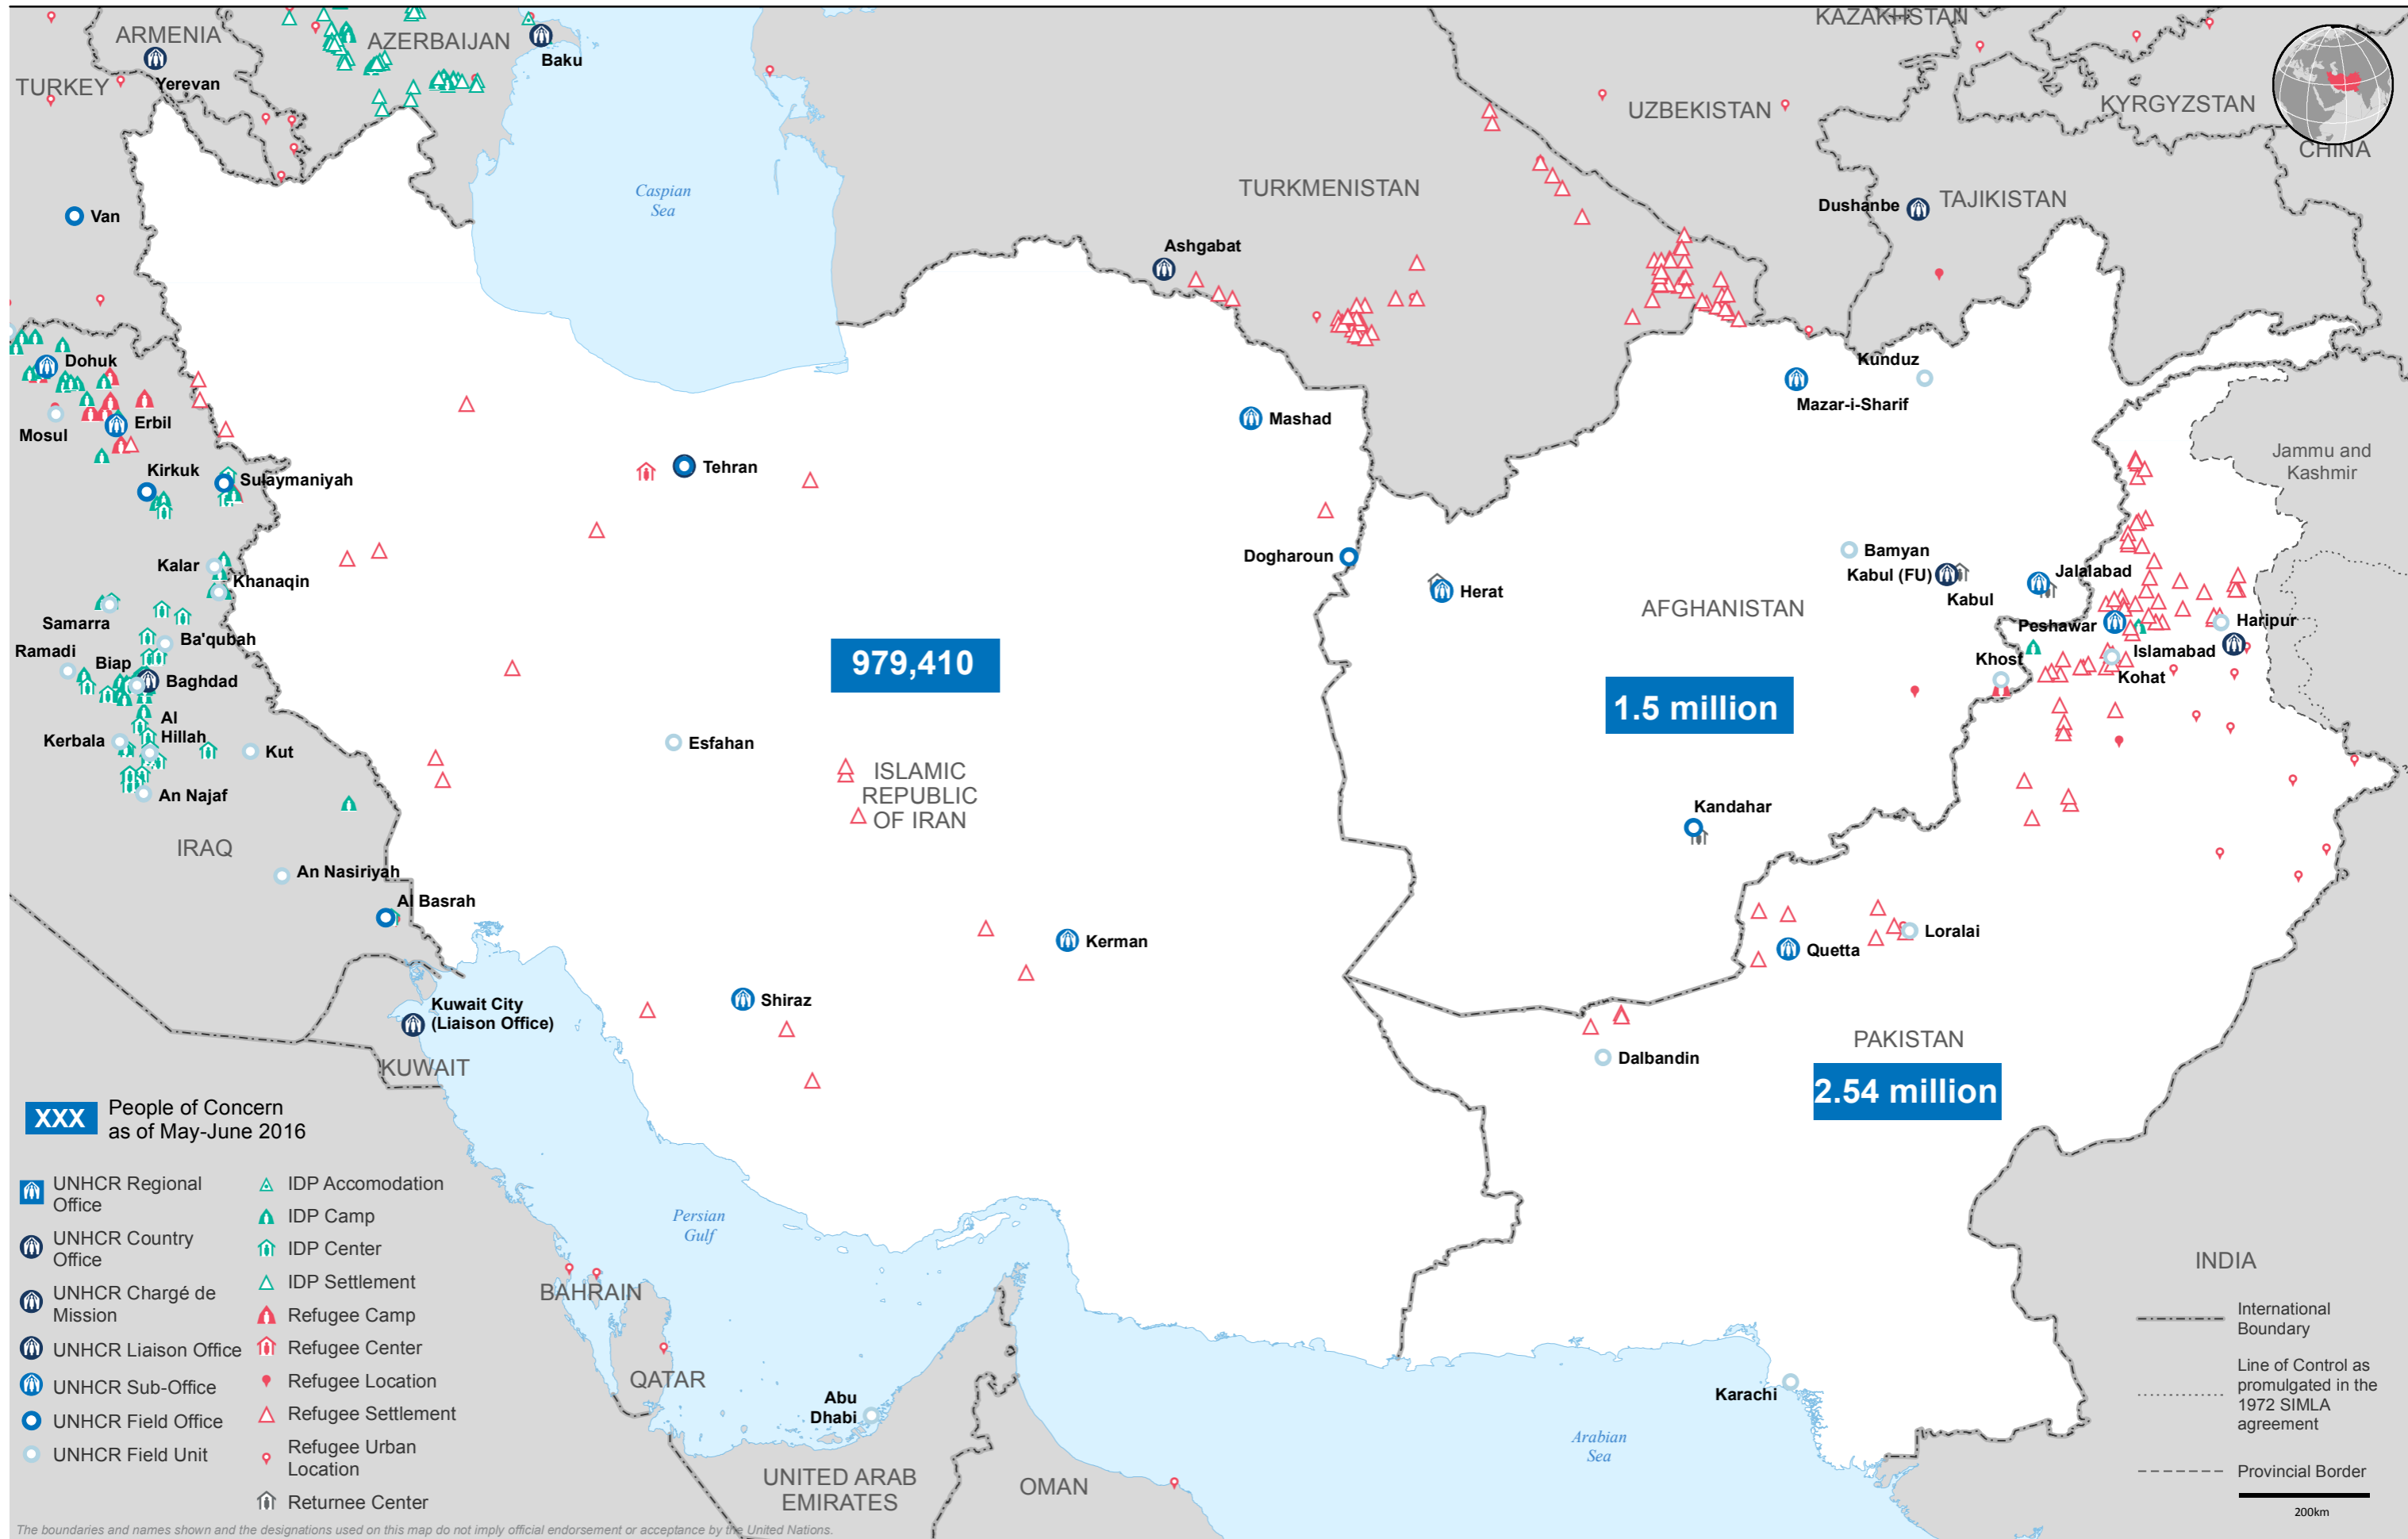 KAZAKHSTAN
ARMENIA
AZERBAIJAN
Baku
TURKEY
Yerevan
UZBEKISTAN
KYRGYZSTAN
CHINA
Caspian
Sea
TURKMENISTAN
Dushanbe
TAJIKISTAN
Van
Ashgabat
Dohuk
Kunduz
Mazar-i-Sharif
Mashad
Erbil
Mosul
Jammu and
Kashmir
Kirkuk
Sulaymaniyah
Tehran
Dogharoun
Bamyan
Kalar
Khanaqin
Kabul (FU)
Jalalabad
Herat
Kabul
AFGHANISTAN
Samarra
Peshawar
Haripur
Ba'qubah
Ramadi
Biap
Islamabad
Khost
979,410
Baghdad
Kohat
1.5 million
Al
Hillah
Kerbala
Kut
Esfahan
ISLAMIC
REPUBLIC
OF IRAN
An Najaf
Kandahar
IRAQ
An Nasiriyah
Al Basrah
Loralai
Kerman
Quetta
Shiraz
Kuwait City
(Liaison Office)
KUWAIT
PAKISTAN
Dalbandin
2.54 million
XXX
People of Concern
as of May-June 2016
UNHCR Regional
Office
UNHCR Country
Office
UNHCR Chargé de
Mission
UNHCR Liaison Office
UNHCR Sub-Office
UNHCR Field Office
UNHCR Field Unit
IDP Accomodation
IDP Camp
IDP Center
IDP Settlement
Refugee Camp
Refugee Center
Refugee Location
Refugee Settlement
Refugee Urban
Location
Returnee Center
Persian
Gulf
BAHRAIN
QATAR
Abu
Dhabi
UNITED ARAB
EMIRATES
OMAN
Karachi
Arabian
Sea
INDIA
International
Boundary
Line of Control as
promulgated in the
1972 SIMLA
agreement
Provincial Border
200km
The boundaries and names shown and the designations used on this map do not imply official endorsement or acceptance by the United Nations.